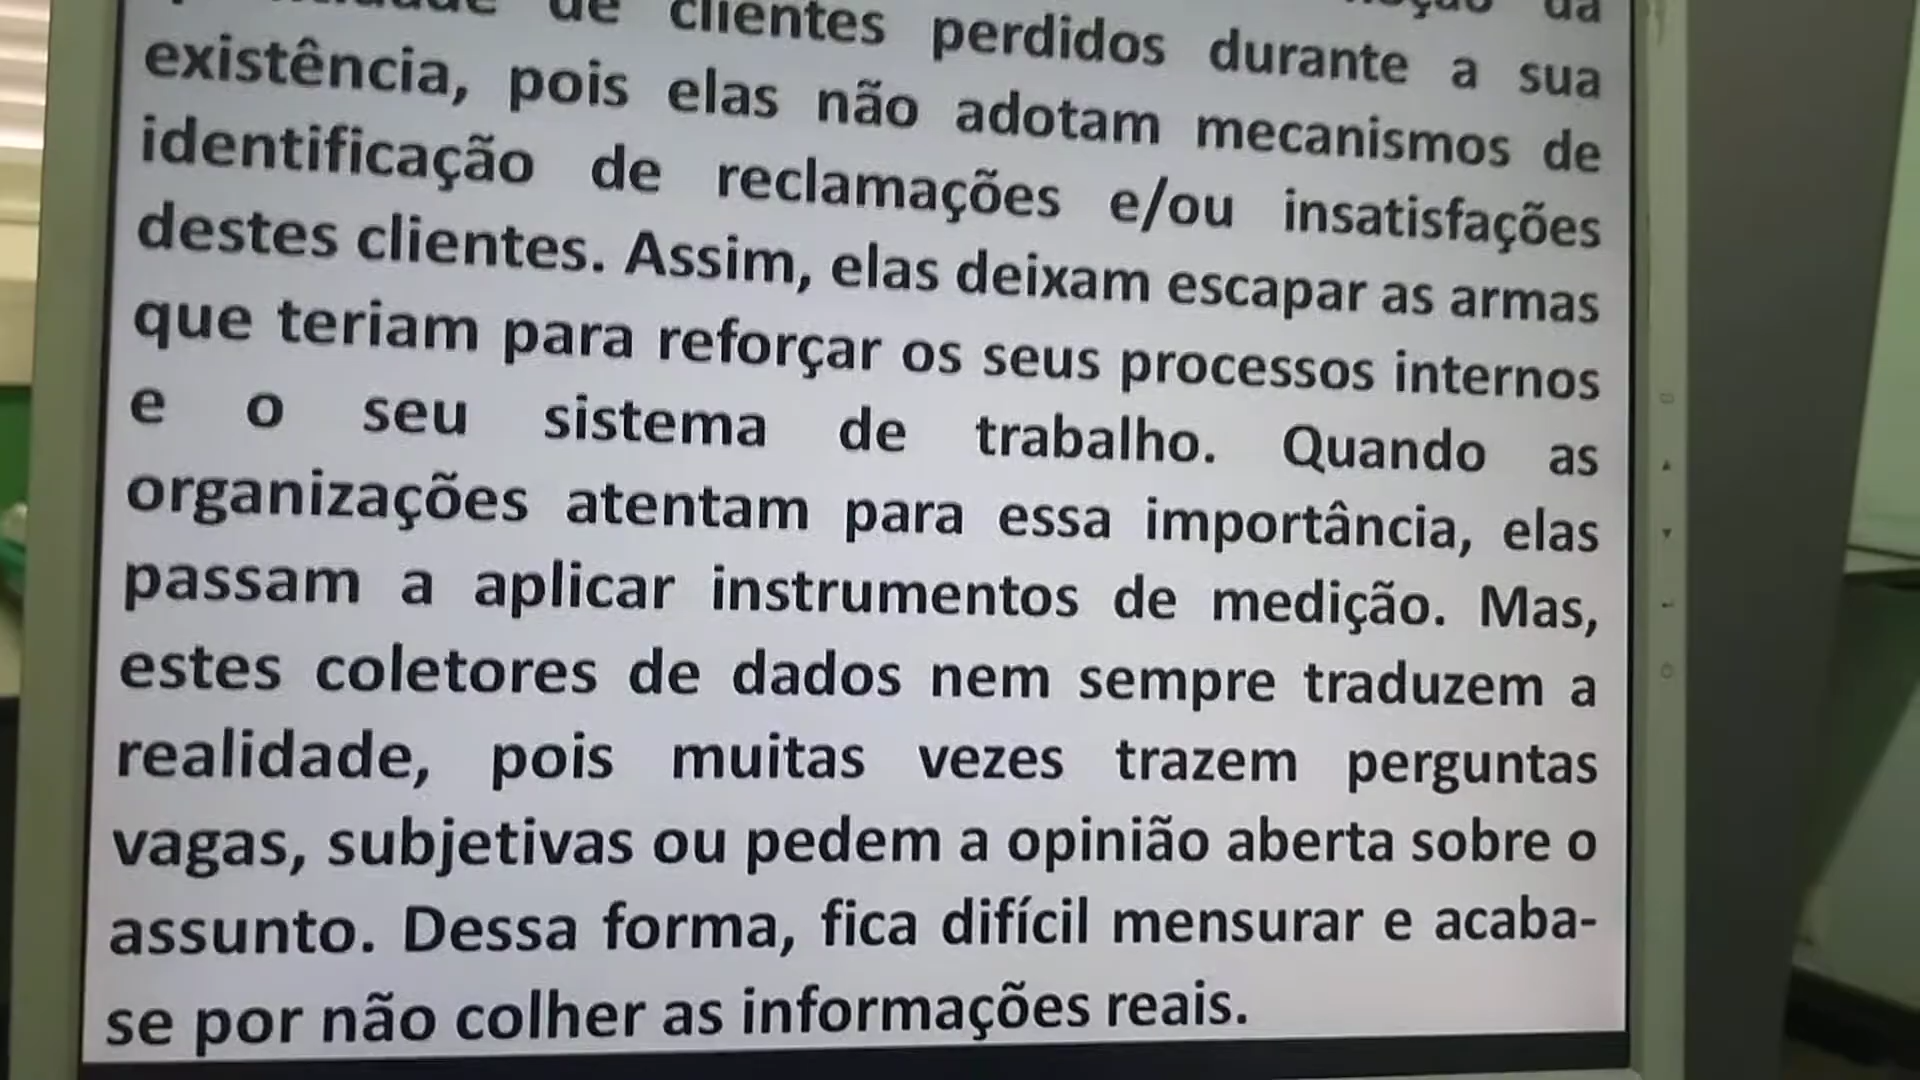 de clientes perdidos durante a sua
existência, pois elas não adotam mecanismos de
identificação de reclamações e/ou insatisfações
destes clientes. Assim, elas deixam escapar as armas
que teriam para reforçar os seus processos internos
e o seu sistema de trabalho. Quando as
organizações atentam para essa importância, elas
passam a aplicar instrumentos de medição. Mas,
estes coletores de dados nem sempre traduzem a
realidade, pois muitas vezes trazem perguntas
vagas, subjetivas ou pedem a opinião aberta sobre o
assunto. Dessa forma, fica difícil mensurar e acaba-
se por não colher as informações reais.